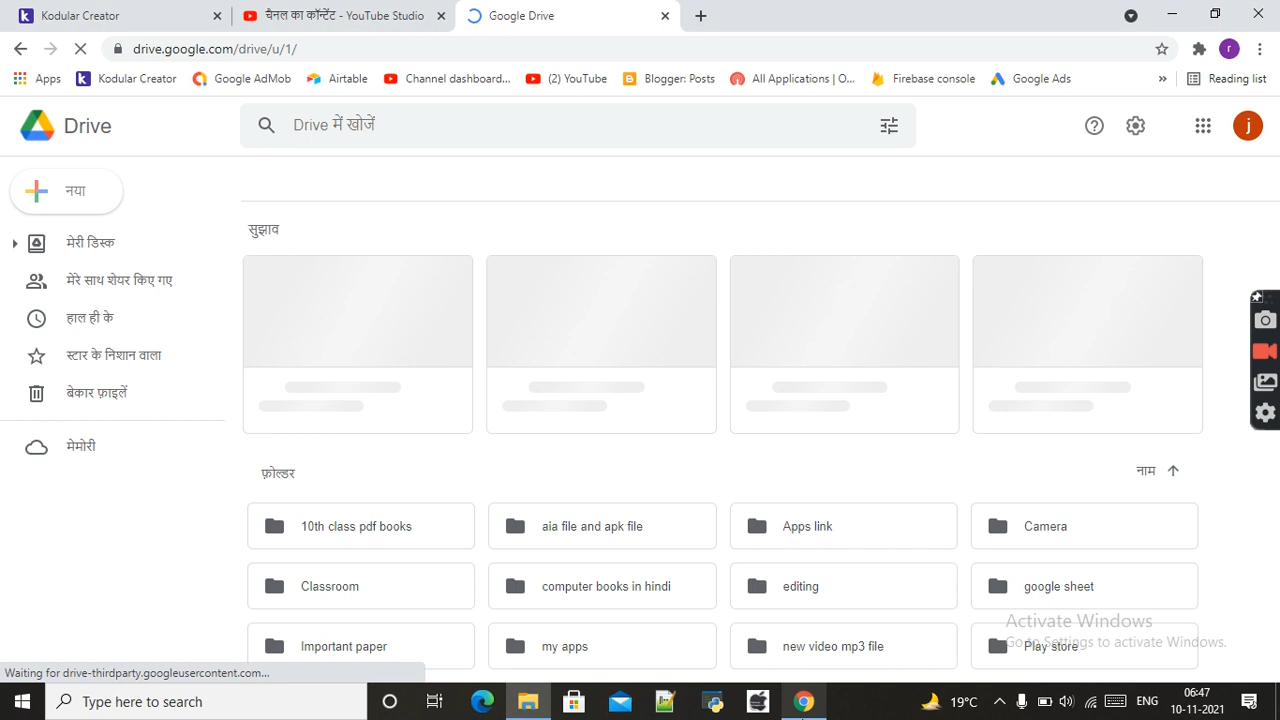 Kodular Creator
चैनल का कॉन्टेंट - YouTube Studio
Google Drive
drive.google.com/drive/u/1/
r
Apps
Kodular Creator
Google AdMob
Airtable
Channel dashboard...
(2) YouTube
Blogger: Posts
All Applications | O...
Firebase console
Google Ads
»
Reading list
Drive
Drive में खोजें
j
नया
मेरी डिस्क
मेरे साथ शेयर किए गए
हाल ही के
स्टार के निशान वाला
बेकार फ़ाइलें
मेमोरी
सुझाव
फ़ोल्डर
नाम
10th class pdf books
aia file and apk file
Apps link
Camera
Classroom
computer books in hindi
editing
google sheet
Important paper
my apps
new video mp3 file
Play store
Activate Windows
Go to Settings to activate Windows.
Waiting for drive-thirdparty.googleusercontent.com...
Type here to search
19°C
ENG
06:47
10-11-2021